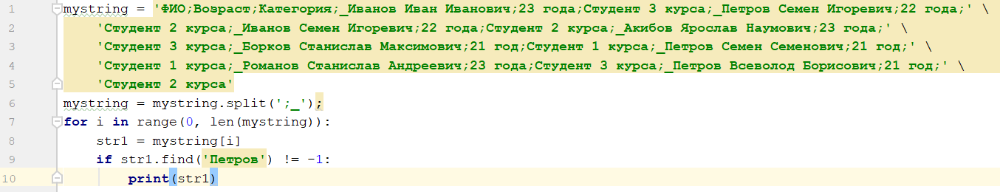 1 mystring = 'ФИО;Возраст;Категория;_Иванов Иван Иванович;23 года;Студент 3 курса;_Петров Семен Игоревич;22 года;' \
2 'Студент 2 курса;_Иванов Семен Игоревич;22 года;Студент 2 курса;_Акибов Ярослав Наумович;23 года;' \
3 'Студент 3 курса;_Борков Станислав Максимович;21 год;Студент 1 курса;_Петров Семен Семенович;21 год;' \
4 'Студент 1 курса;_Романов Станислав Андреевич;23 года;Студент 3 курса;_Петров Всеволод Борисович;21 год;' \
5 'Студент 2 курса'
6 mystring = mystring.split(';_');
7 for i in range(0, len(mystring)):
8 str1 = mystring[i]
9 if str1.find('Петров') != -1:
10 print(str1)